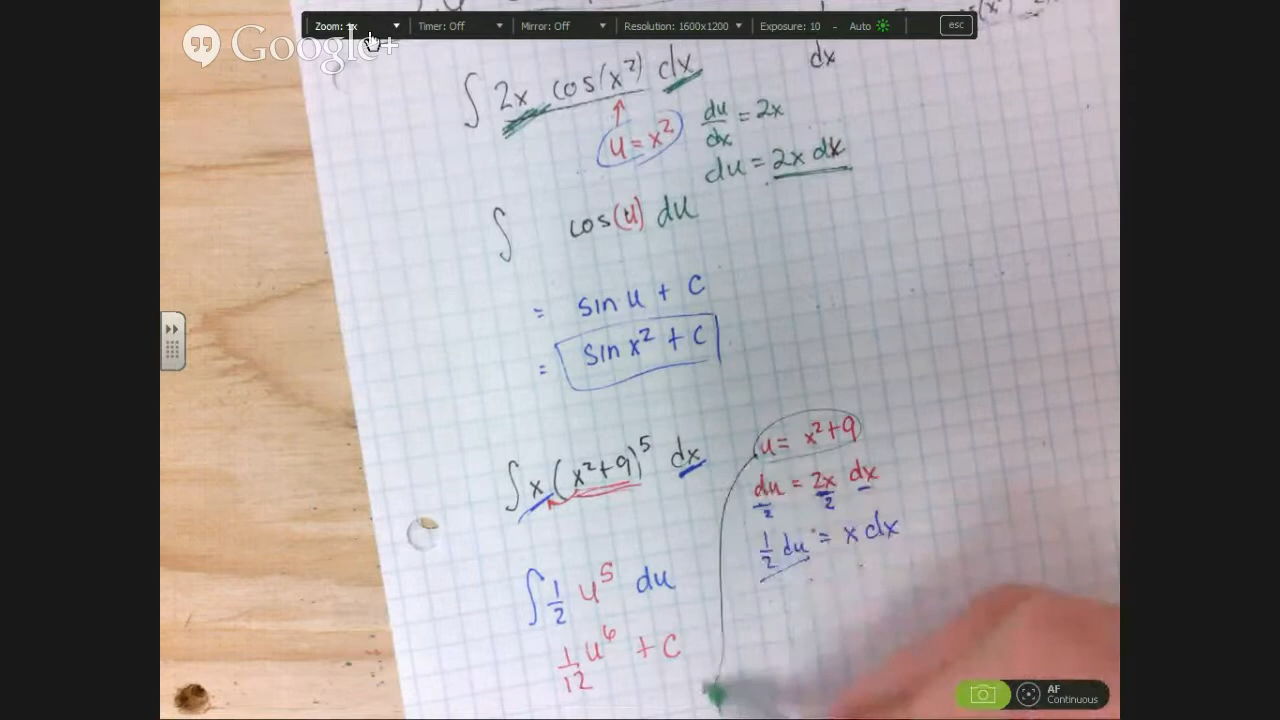 Zoom: 1x Timer: Off Mirror: Off Resolution: 1600x1200 Exposure: 10 - Auto esc
Google+
∫ 2x cos(x²) dx
dx
u = x²
du/dx = 2x
du = 2x dx
∫ cos(u) du
= sin u + C
= sin x² + C
∫ x (x²+9)⁵ dx
u = x²+9
du/2 = 2x/2 dx
1/2 du = x dx
∫ 1/2 u⁵ du
1/12 u⁶ + C
AF
Continuous